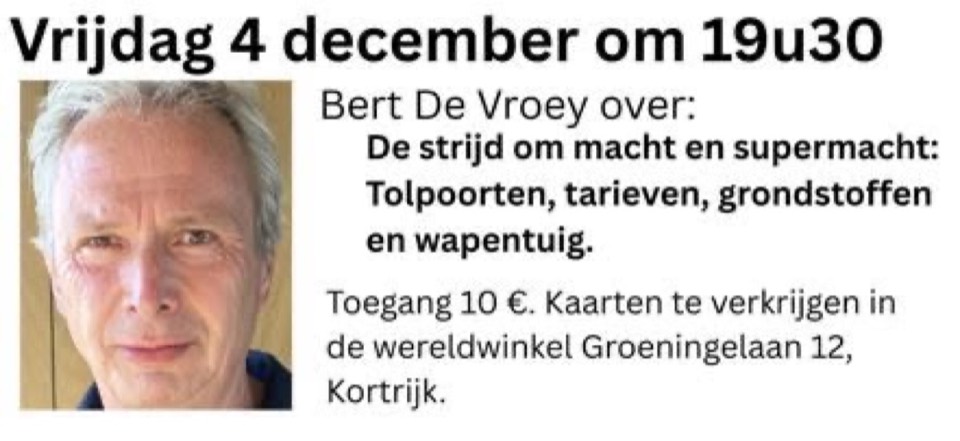 Vrijdag 4 december om 19u30
Bert De Vroey over:
De strijd om macht en supermacht:
Tolpoorten, tarieven, grondstoffen
en wapentuig.
Toegang 10 €. Kaarten te verkrijgen in
de wereldwinkel Groeningelaan 12,
Kortrijk.